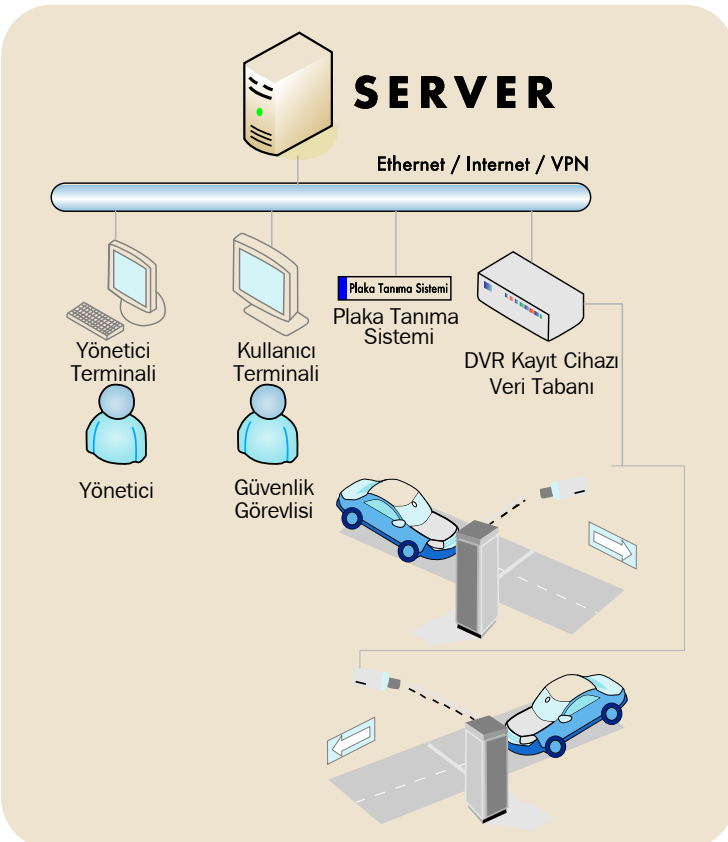 SERVER
Ethernet / Internet / VPN
Yönetici
Terminali
Kullanıcı
Terminali
Plaka Tanıma Sistemi
Plaka Tanıma
Sistemi
DVR Kayıt Cihazı
Veri Tabanı
Yönetici
Güvenlik
Görevlisi